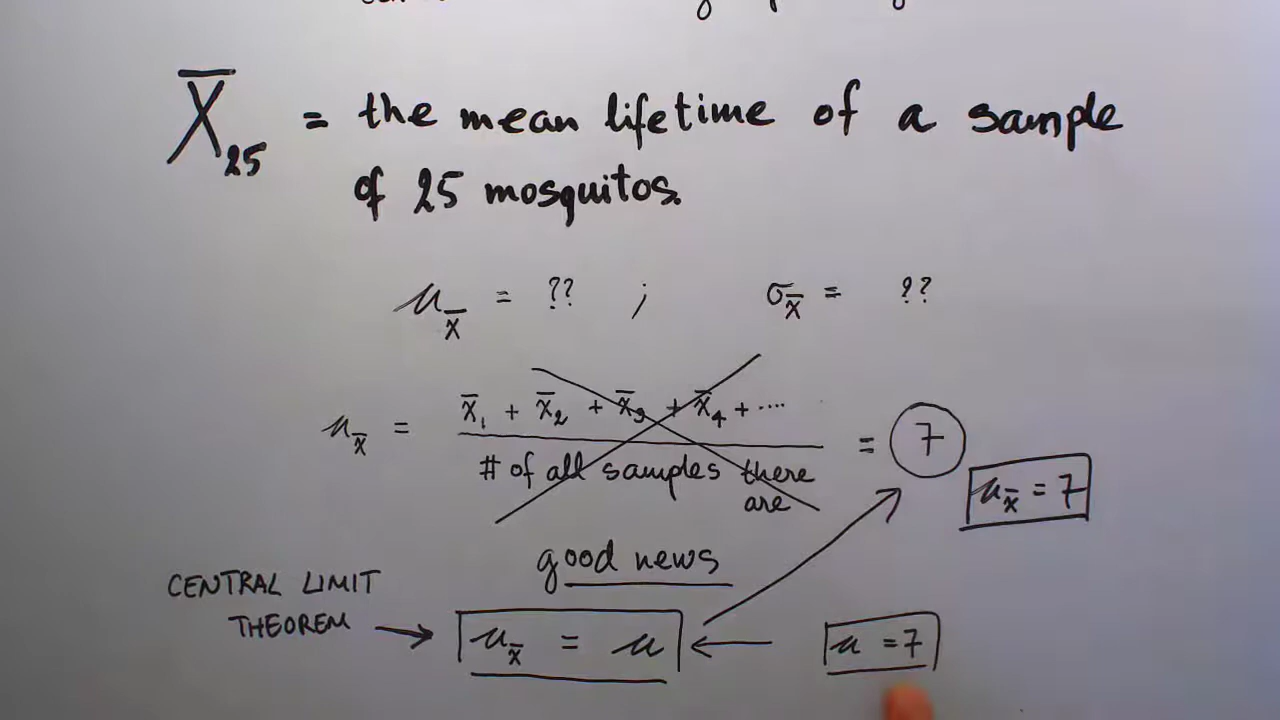 X̄25 = the mean lifetime of a sample
of 25 mosquitos.
μx̄ = ?? ; σx̄ = ??
μx̄ = x̄1 + x̄2 + x̄3 + x̄4 + .... / # of all samples there are = 7
μx̄ = 7
good news
CENTRAL LIMIT
THEOREM → μx̄ = μ ← μ = 7